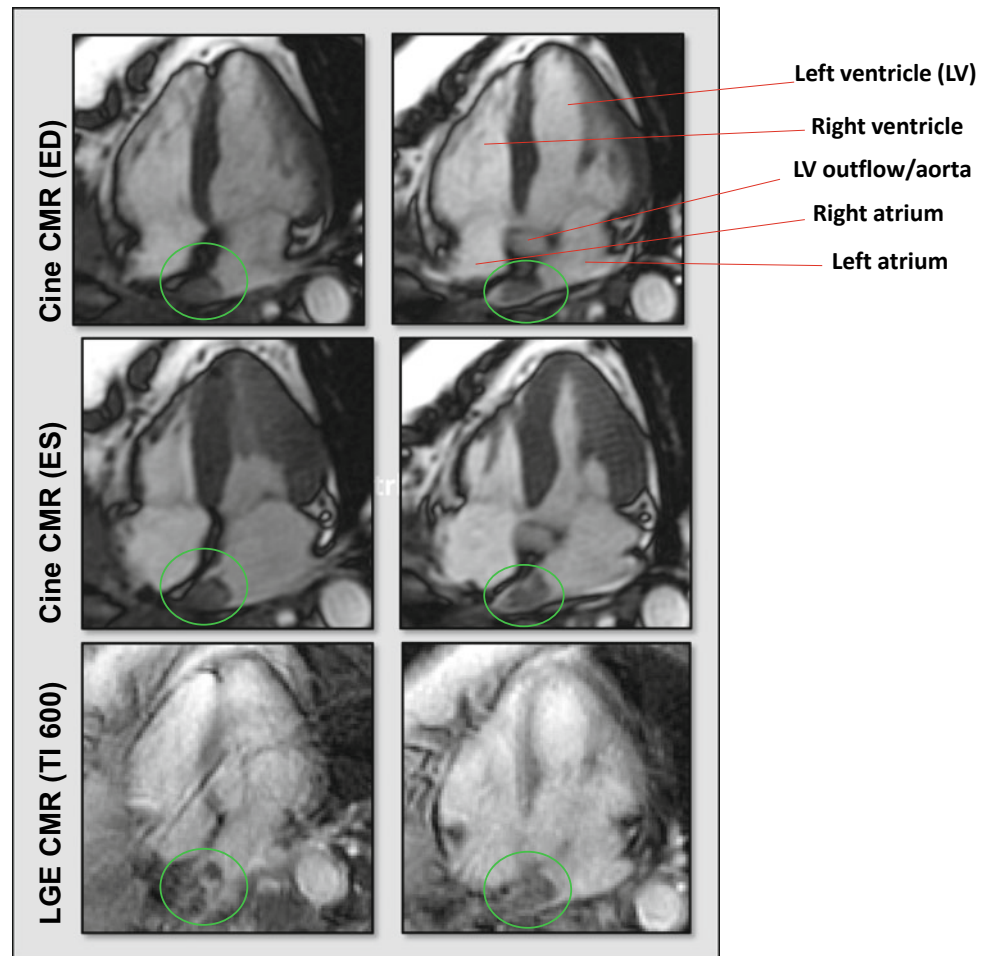 Cine CMR (ED)
Left ventricle (LV)
Right ventricle
LV outflow/aorta
Right atrium
Left atrium
Cine CMR (ES)
tri
LGE CMR (TI 600)